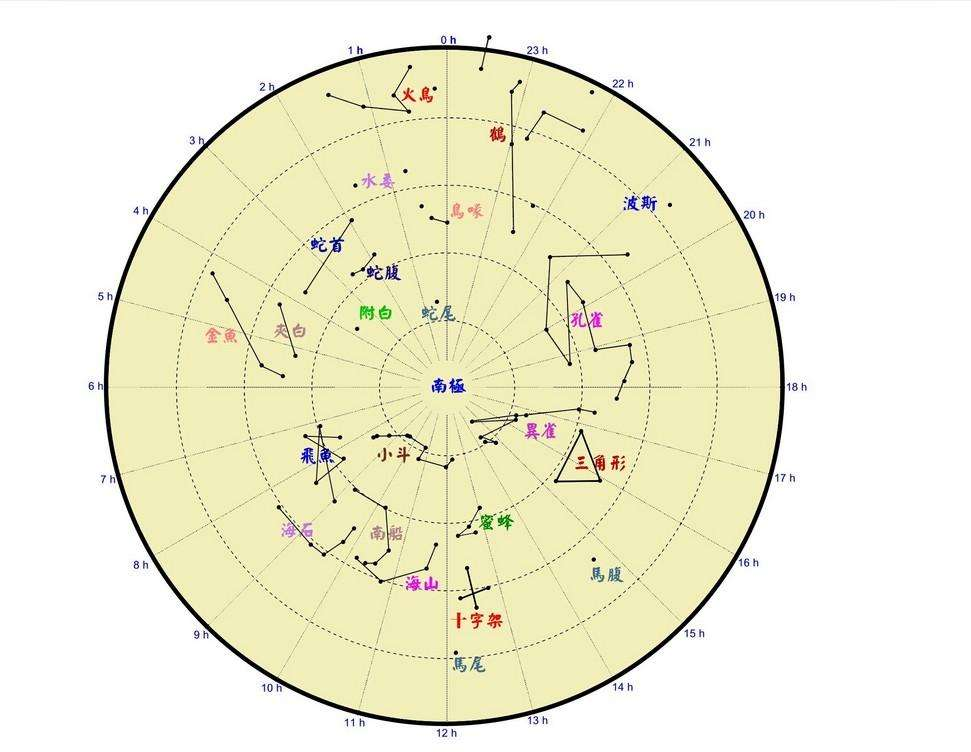 0 h
1 h
23 h
2 h
22 h
火鳥
鶴
3 h
21 h
水委
4 h
鳥喙
波斯
20 h
蛇首
蛇腹
5 h
附白
蛇尾
19 h
金魚
夾白
孔雀
6 h
南極
18 h
飛魚
小斗
異雀
三角形
7 h
17 h
海石
南船
蜜蜂
8 h
海山
馬腹
16 h
十字架
9 h
15 h
馬尾
10 h
14 h
11 h
13 h
12 h